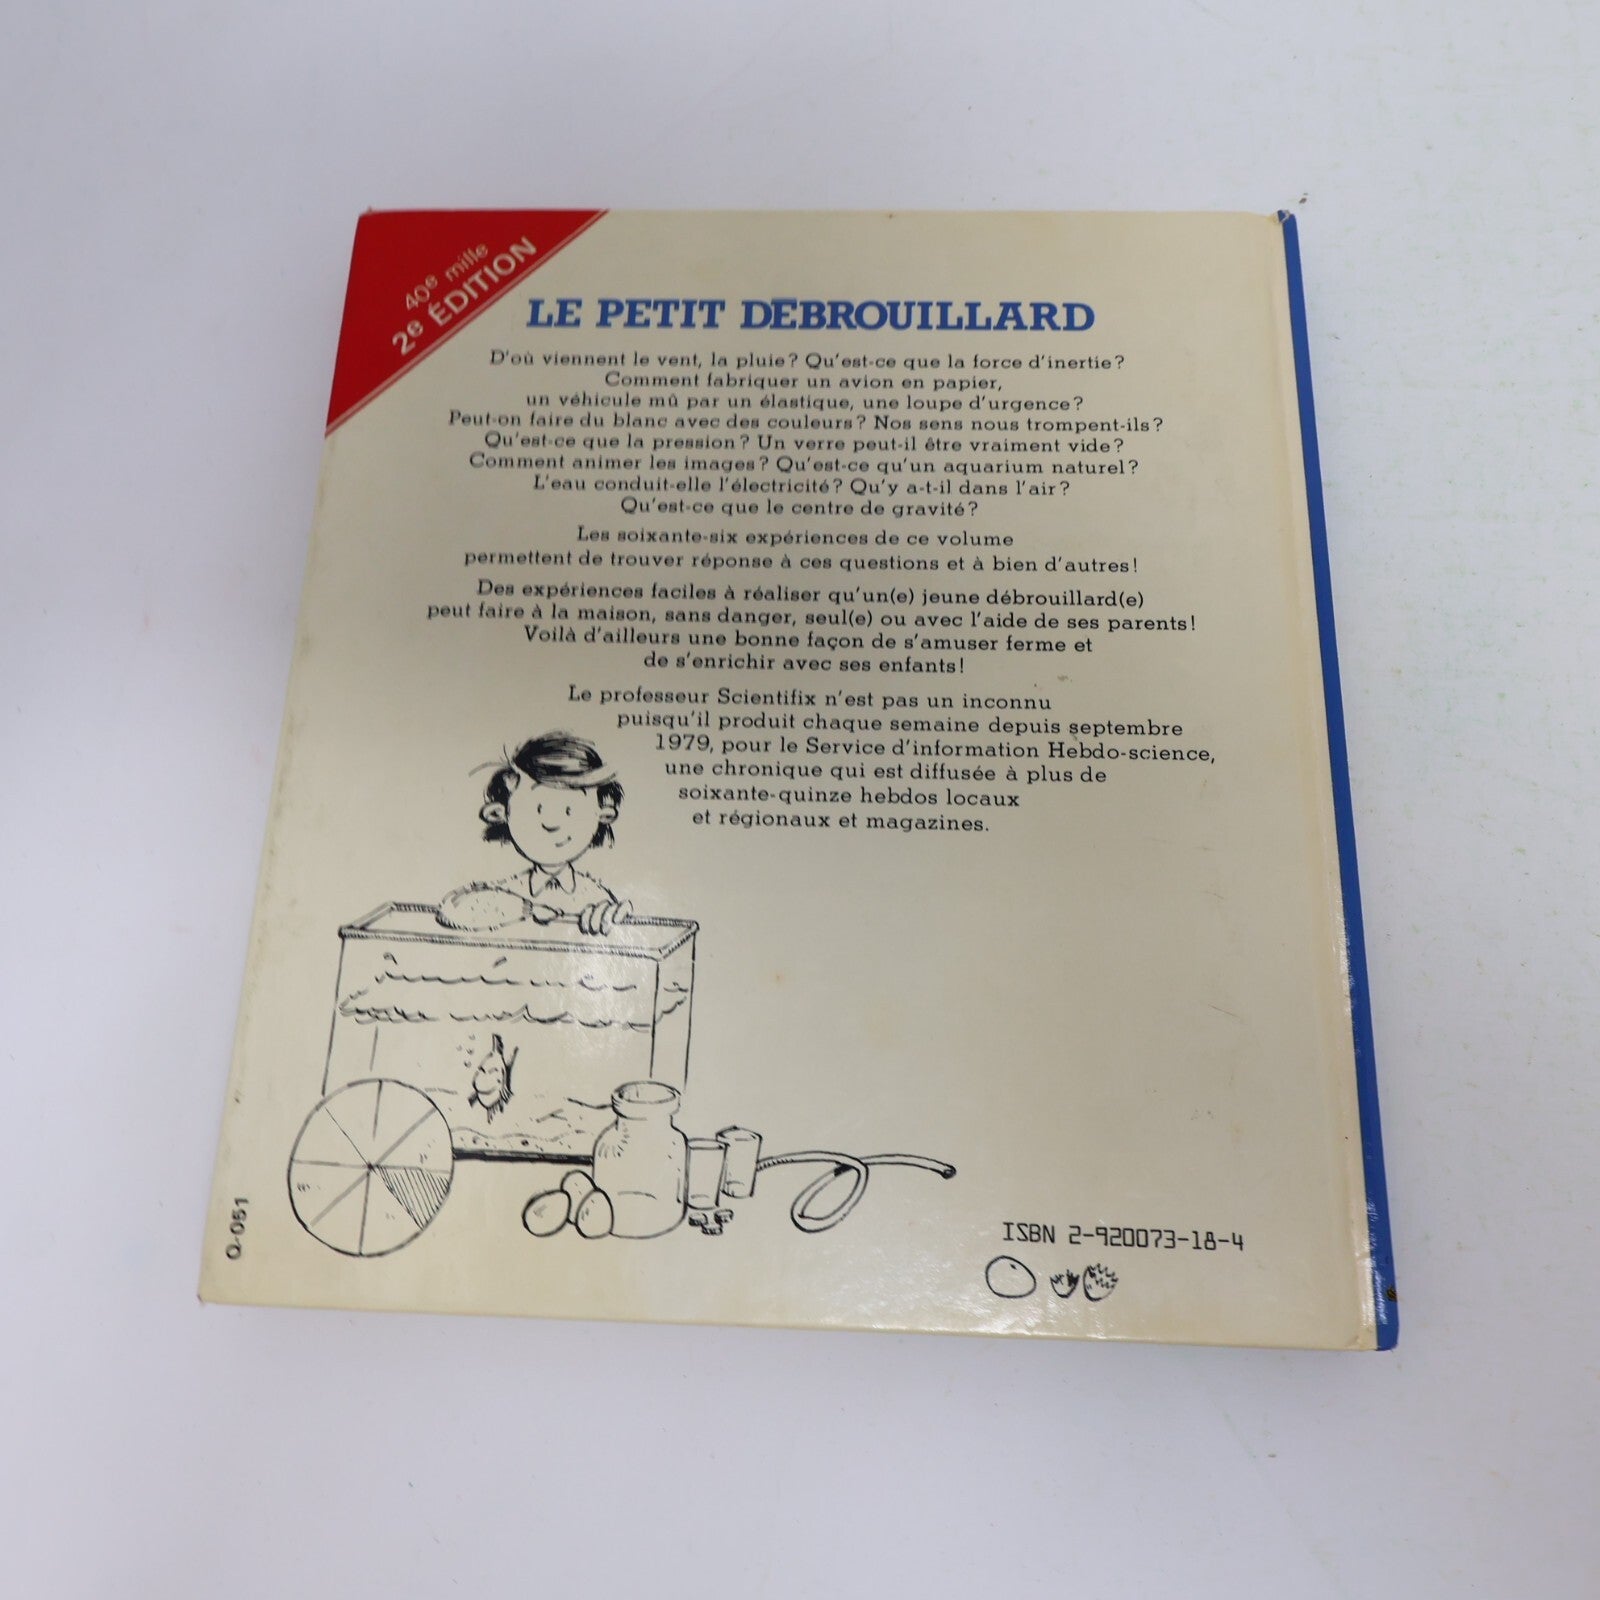 40e mille
2e ÉDITION
LE PETIT DÉBROUILLARD
D'où viennent le vent, la pluie? Qu'est-ce que la force d'inertie?
Comment fabriquer un avion en papier,
un véhicule mû par un élastique, une loupe d'urgence?
Peut-on faire du blanc avec des couleurs? Nos sens nous trompent-ils?
Qu'est-ce que la pression? Un verre peut-il être vraiment vide?
Comment animer les images? Qu'est-ce qu'un aquarium naturel?
L'eau conduit-elle l'électricité? Qu'y a-t-il dans l'air?
Qu'est-ce que le centre de gravité?
Les soixante-six expériences de ce volume
permettent de trouver réponse à ces questions et à bien d'autres!
Des expériences faciles à réaliser qu'un(e) jeune débrouillard(e)
peut faire à la maison, sans danger, seul(e) ou avec l'aide de ses parents!
Voilà d'ailleurs une bonne façon de s'amuser ferme et
de s'enrichir avec ses enfants!
Le professeur Scientifix n'est pas un inconnu
puisqu'il produit chaque semaine depuis septembre
1979, pour le Service d'information Hebdo-science,
une chronique qui est diffusée à plus de
soixante-quinze hebdos locaux
et régionaux et magazines.
Q-051
ISBN 2-920073-18-4